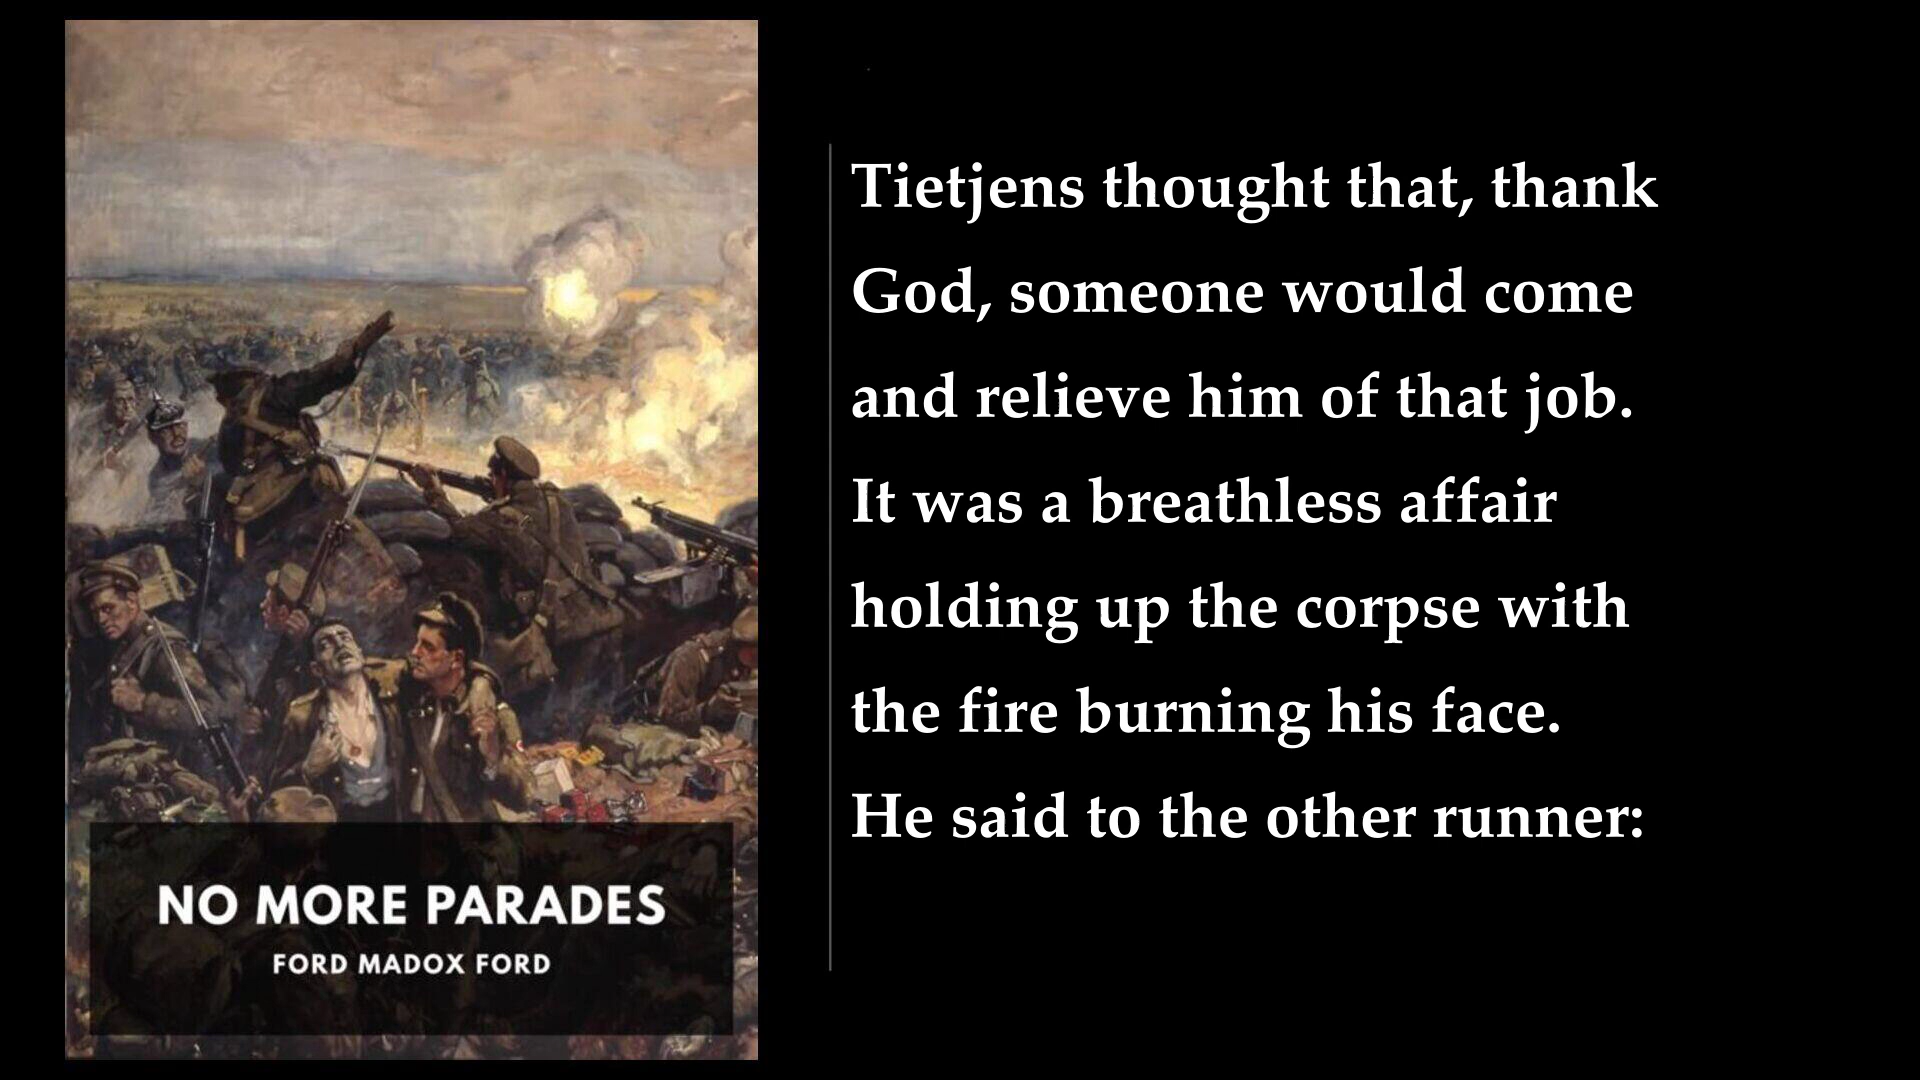 NO MORE PARADES
FORD MADOX FORD
Tietjens thought that, thank
God, someone would come
and relieve him of that job.
It was a breathless affair
holding up the corpse with
the fire burning his face.
He said to the other runner: